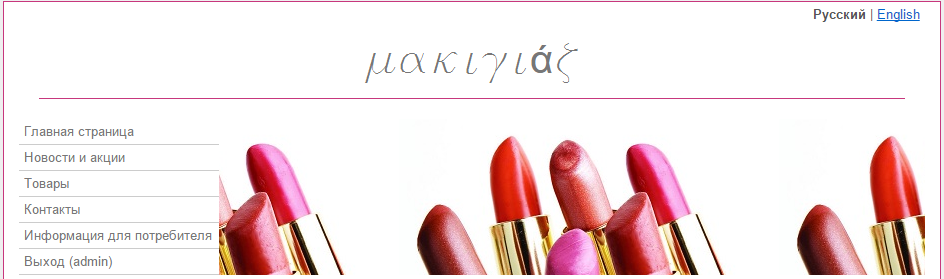 Русский | English
μακιγιάζ
Главная страница
Новости и акции
Товары
Контакты
Информация для потребителя
Выход (admin)